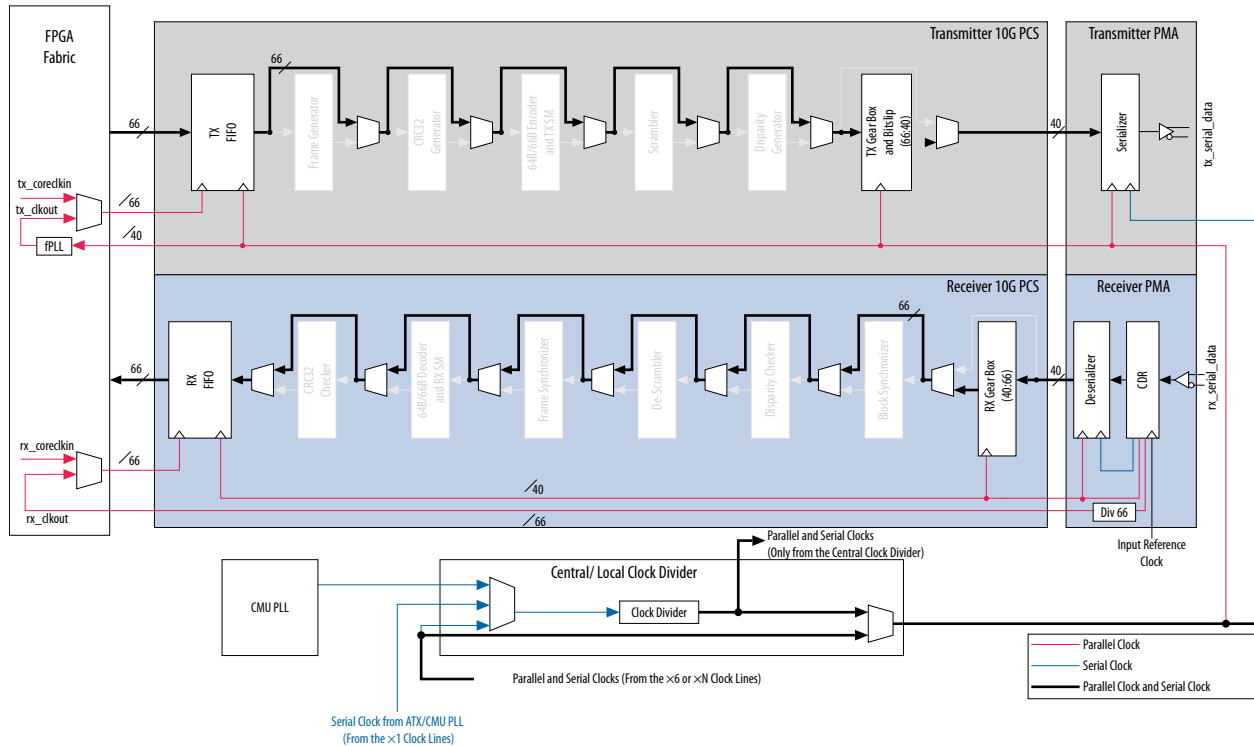 FPGA
Fabric
Transmitter 10G PCS
Transmitter PMA
66
66
TX
FIFO
Frame Generator
CRC32
Generator
64B/66B Encoder
and TX SM
Scrambler
Disparity
Generator
TX Gear Box
and Bitslip
(66:40)
40
Serializer
tx_serial_data
tx_coreclkin
tx_clkout
/66
fPLL
/40
Receiver 10G PCS
Receiver PMA
66
66
RX
FIFO
CRC32
Checker
64B/66B Decoder
and RX SM
Frame Synchronizer
De-Scrambler
Disparity Checker
Block Synchronizer
RX Gear Box
(40:66)
40
Deserializer
CDR
rx_serial_data
rx_coreclkin
rx_clkout
/66
/40
/66
Div 66
Input Reference
Clock
Parallel and Serial Clocks
(Only from the Central Clock Divider)
CMU PLL
Central/ Local Clock Divider
Clock Divider
Parallel and Serial Clocks (From the ×6 or ×N Clock Lines)
Serial Clock from ATX/CMU PLL
(From the ×1 Clock Lines)
Parallel Clock
Serial Clock
Parallel Clock and Serial Clock